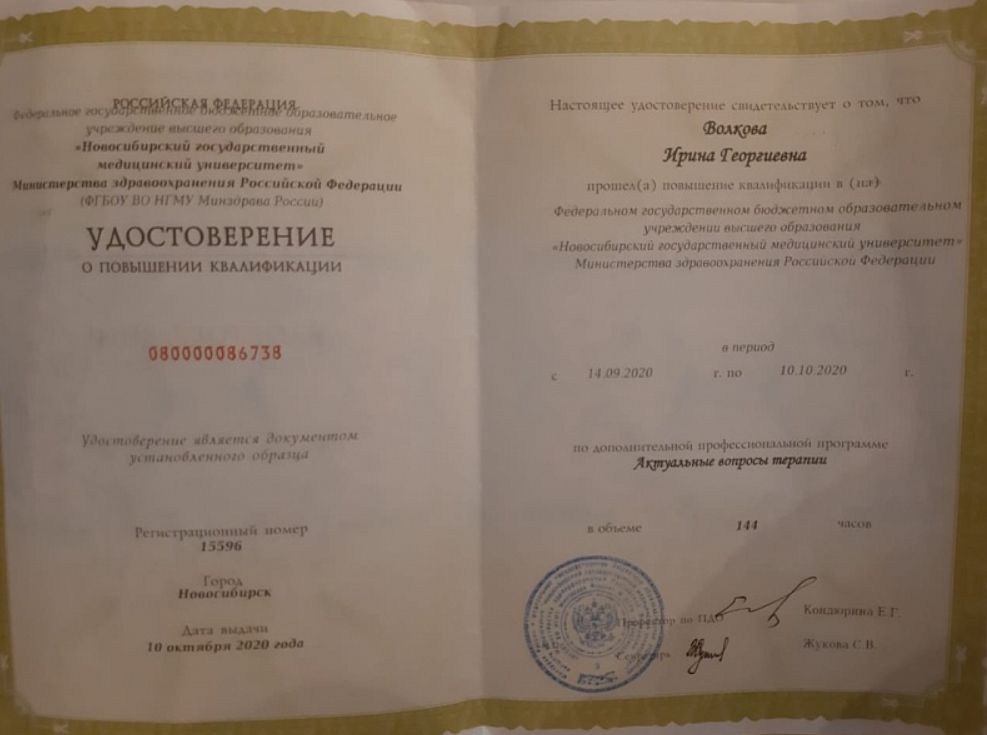 РОССИЙСКАЯ ФЕДЕРАЦИЯ
Федеральное государственное бюджетное образовательное
учреждение высшего образования
«Новосибирский государственный
медицинский университет»
Министерства здравоохранения Российской Федерации
(ФГБОУ ВО НГМУ Минздрава России)
УДОСТОВЕРЕНИЕ
О ПОВЫШЕНИИ КВАЛИФИКАЦИИ
080000086738
Удостоверение является документом
установленного образца
Регистрационный номер
15596
Город
Новосибирск
Дата выдачи
10 октября 2020 года
Настоящее удостоверение свидетельствует о том, что
Волкова
Ирина Георгиевна
прошел(а) повышение квалификации в (на)
Федеральном государственном бюджетном образовательном
учреждении высшего образования
«Новосибирский государственный медицинский университет»
Министерства здравоохранения Российской Федерации
в период
с 14.09.2020 г. по 10.10.2020 г.
по дополнительной профессиональной программе
Актуальные вопросы терапии
в объеме 144 часов
по ПДО Кондюрина Е.Г.
Жукова С.В.